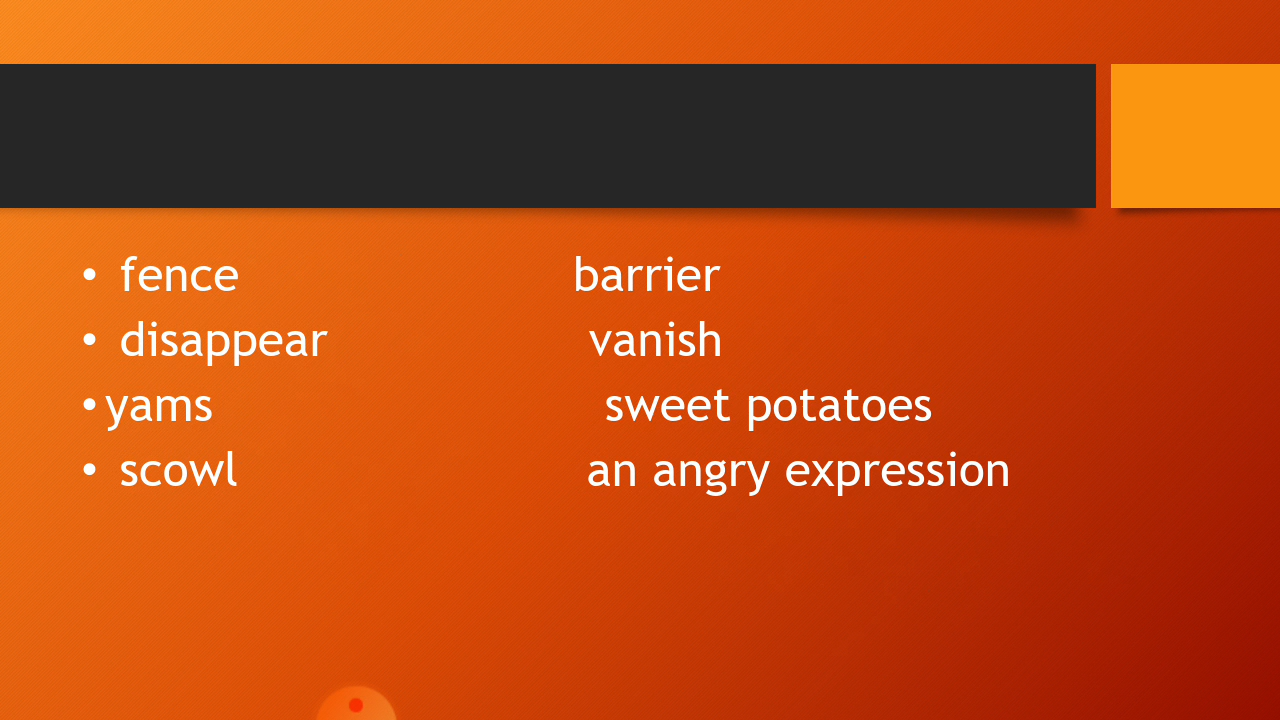 • fence barrier
• disappear vanish
• yams sweet potatoes
• scowl an angry expression